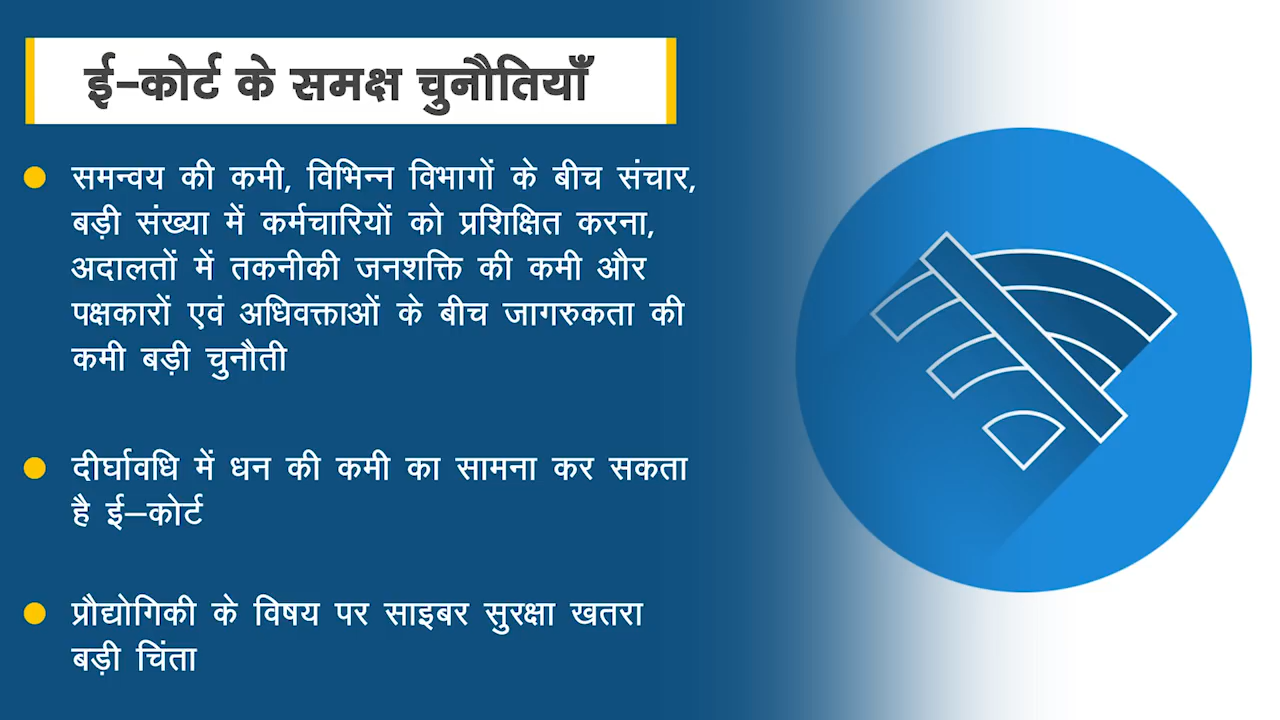 ई-कोर्ट के समक्ष चुनौतियाँ
समन्वय की कमी, विभिन्न विभागों के बीच संचार,
बड़ी संख्या में कर्मचारियों को प्रशिक्षित करना,
अदालतों में तकनीकी जनशक्ति की कमी और
पक्षकारों एवं अधिवक्ताओं के बीच जागरुकता की
कमी बड़ी चुनौती
दीर्घावधि में धन की कमी का सामना कर सकता
है ई–कोर्ट
प्रौद्योगिकी के विषय पर साइबर सुरक्षा खतरा
बड़ी चिंता